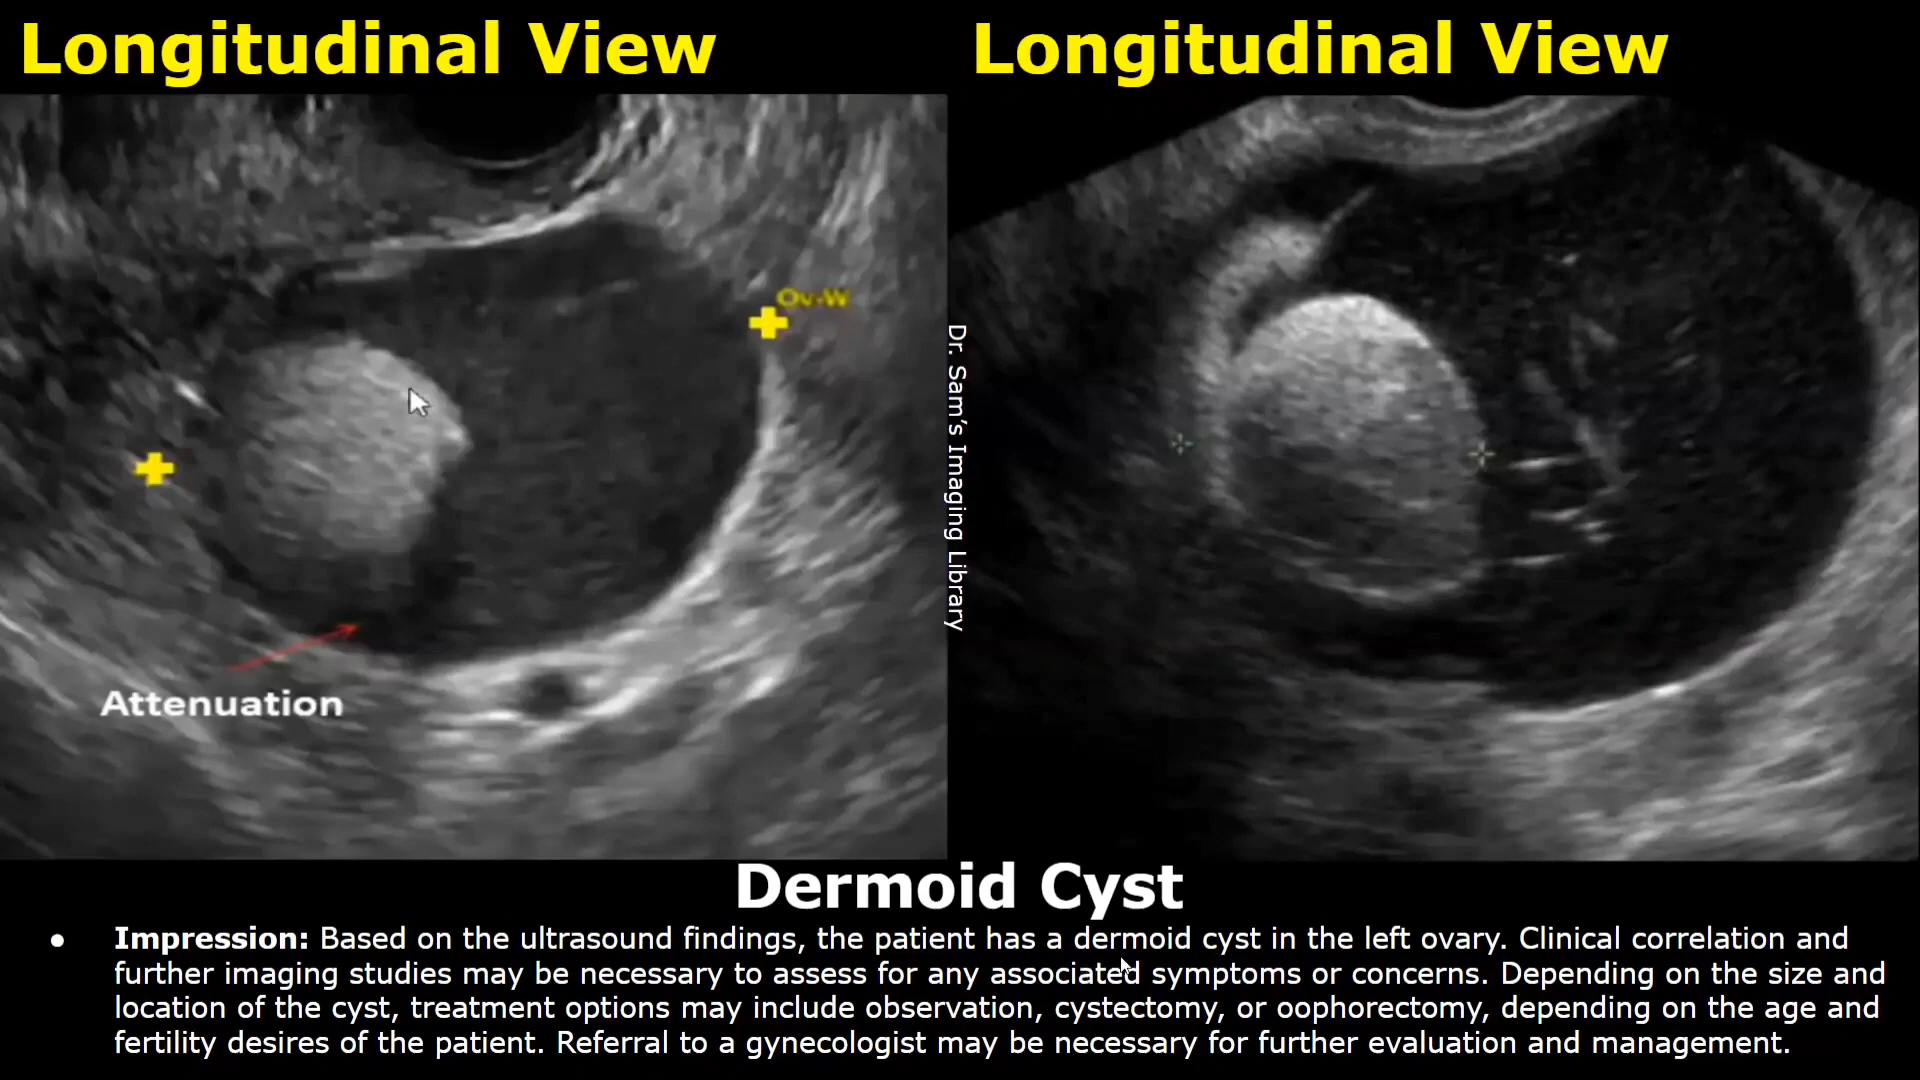 Longitudinal View
Longitudinal View
Ov-W
Dr. Sam's Imaging Library
Attenuation
Dermoid Cyst
● Impression: Based on the ultrasound findings, the patient has a dermoid cyst in the left ovary. Clinical correlation and
further imaging studies may be necessary to assess for any associated symptoms or concerns. Depending on the size and
location of the cyst, treatment options may include observation, cystectomy, or oophorectomy, depending on the age and
fertility desires of the patient. Referral to a gynecologist may be necessary for further evaluation and management.